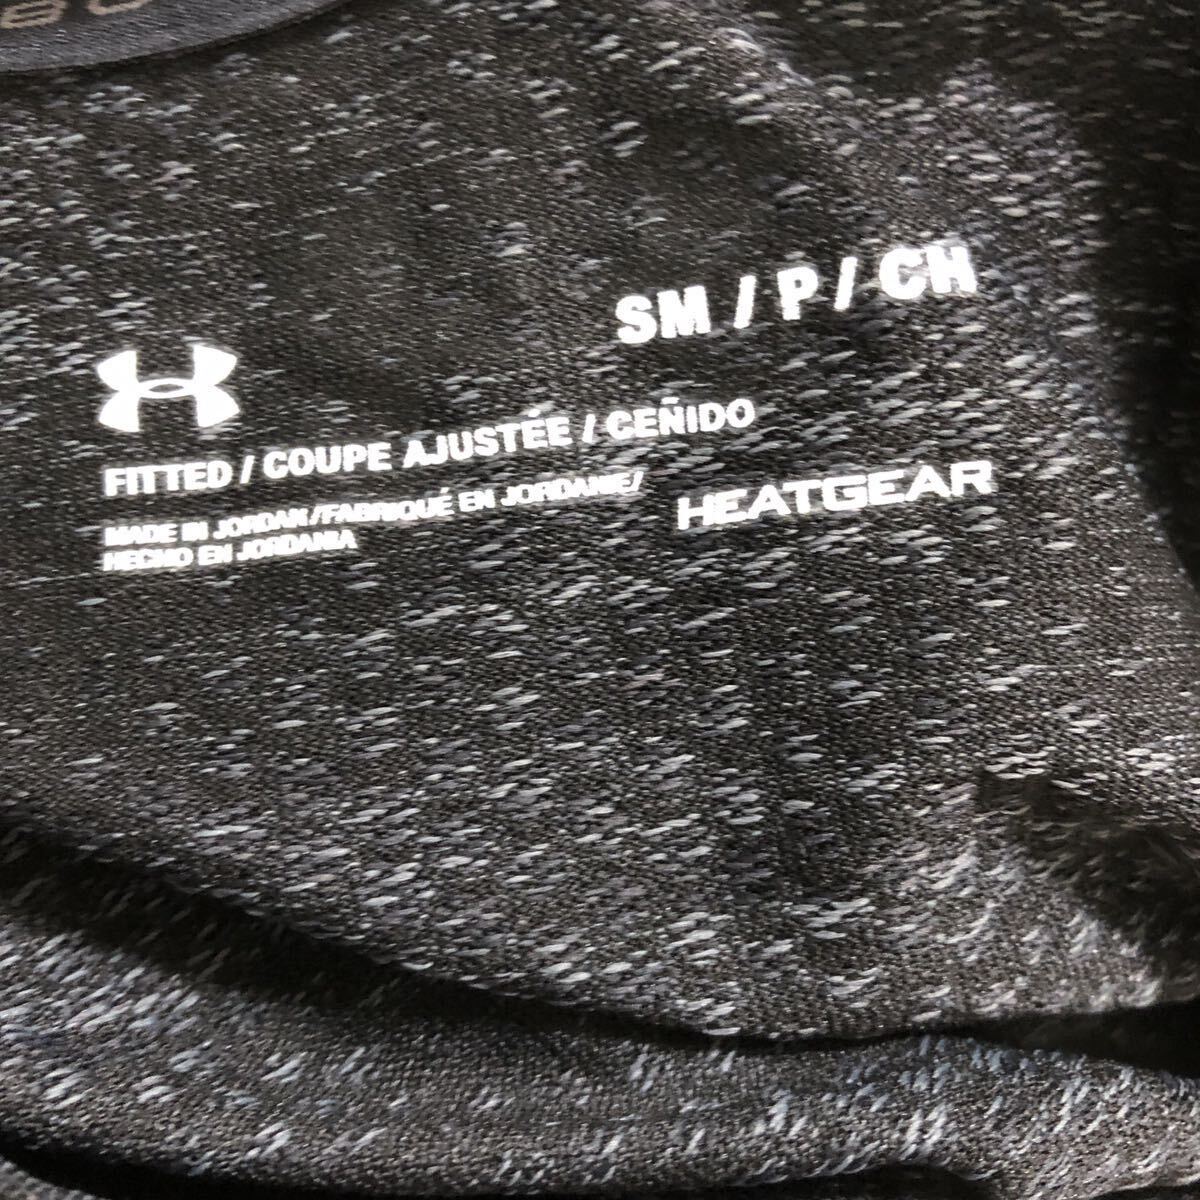 SM / P / CH
FITTED / COUPE AJUSTÉE / CEÑIDO
MADE IN JORDAN/FABRIQUÉ EN JORDANIE/
HECHO EN JORDANIA
HEATGEAR